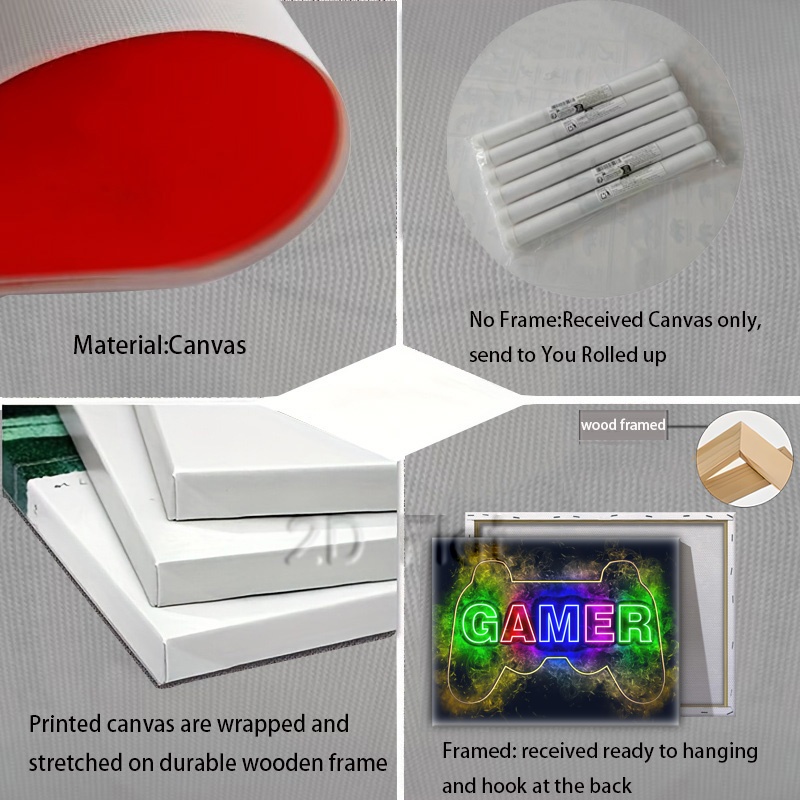 Material:Canvas
No Frame:Received Canvas only,
send to You Rolled up
wood framed
2D
GAMER
Printed canvas are wrapped and
stretched on durable wooden frame
Framed: received ready to hanging
and hook at the back